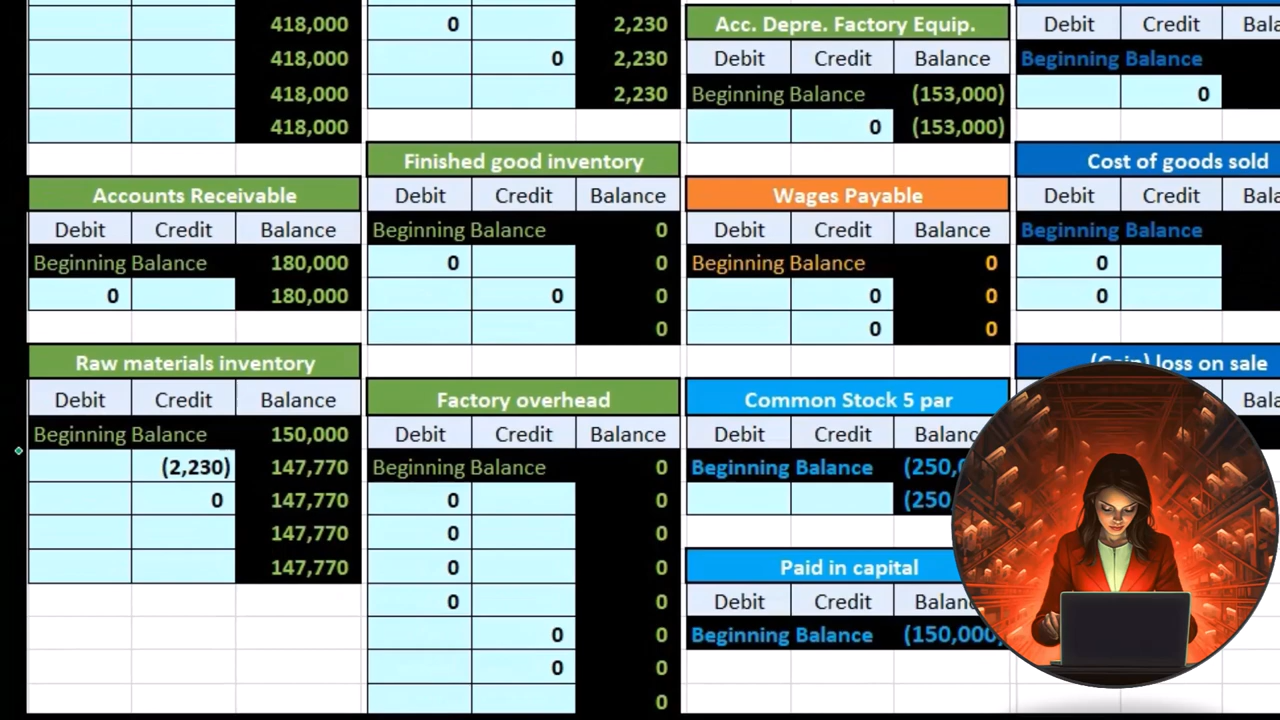 418,000
418,000
418,000
418,000
Accounts Receivable
Debit Credit Balance
Beginning Balance 180,000
0 180,000
Raw materials inventory
Debit Credit Balance
Beginning Balance 150,000
(2,230) 147,770
0 147,770
147,770
147,770
0 2,230
0 2,230
2,230
Finished good inventory
Debit Credit Balance
Beginning Balance 0
0 0
0 0
0
Factory overhead
Debit Credit Balance
Beginning Balance 0
0 0
0 0
0 0
0 0
0 0
0 0
0
Acc. Depre. Factory Equip.
Debit Credit Balance
Beginning Balance (153,000)
0 (153,000)
Wages Payable
Debit Credit Balance
Beginning Balance 0
0 0
0 0
Common Stock 5 par
Debit Credit Balanc
Beginning Balance (250,0
(250,
Paid in capital
Debit Credit Balanc
Beginning Balance (150,000)
Debit Credit Bala
Beginning Balance
0
Cost of goods sold
Debit Credit Bala
Beginning Balance
0
0
(Gain) loss on sale
Bala